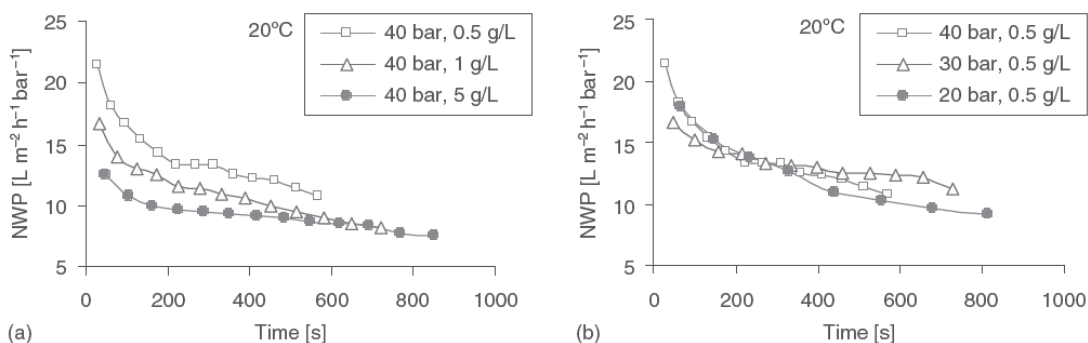 25
20
15
10
5
0
200
400
600
800
1000
NWP [L m⁻² h⁻¹ bar⁻¹]
Time [s]
20°C
40 bar, 0.5 g/L
40 bar, 1 g/L
40 bar, 5 g/L
(a)
25
20
15
10
5
0
200
400
600
800
1000
NWP [L m⁻² h⁻¹ bar⁻¹]
Time [s]
20°C
40 bar, 0.5 g/L
30 bar, 0.5 g/L
20 bar, 0.5 g/L
(b)